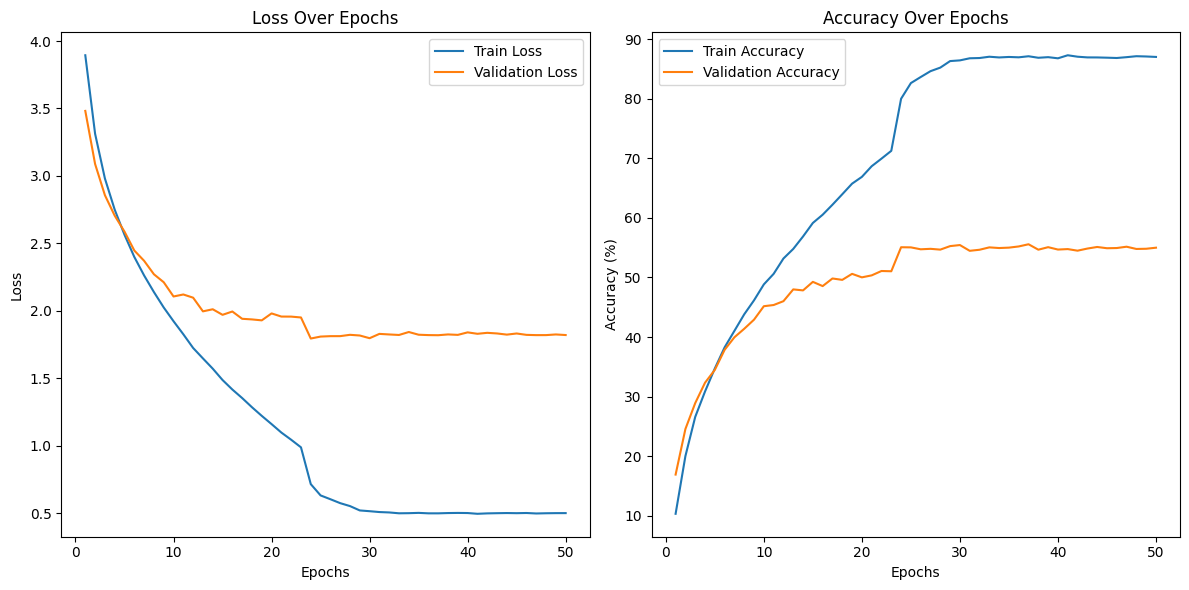 Loss Over Epochs
Train Loss
Validation Loss
4.0
3.5
3.0
2.5
2.0
1.5
1.0
0.5
Loss
0
10
20
30
40
50
Epochs
Accuracy Over Epochs
Train Accuracy
Validation Accuracy
90
80
70
60
50
40
30
20
10
Accuracy (%)
0
10
20
30
40
50
Epochs